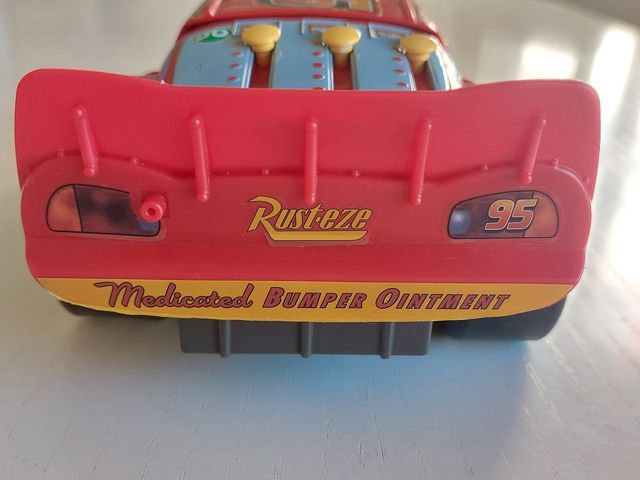 Rust-eze
95
Medicated BUMPER OINTMENT